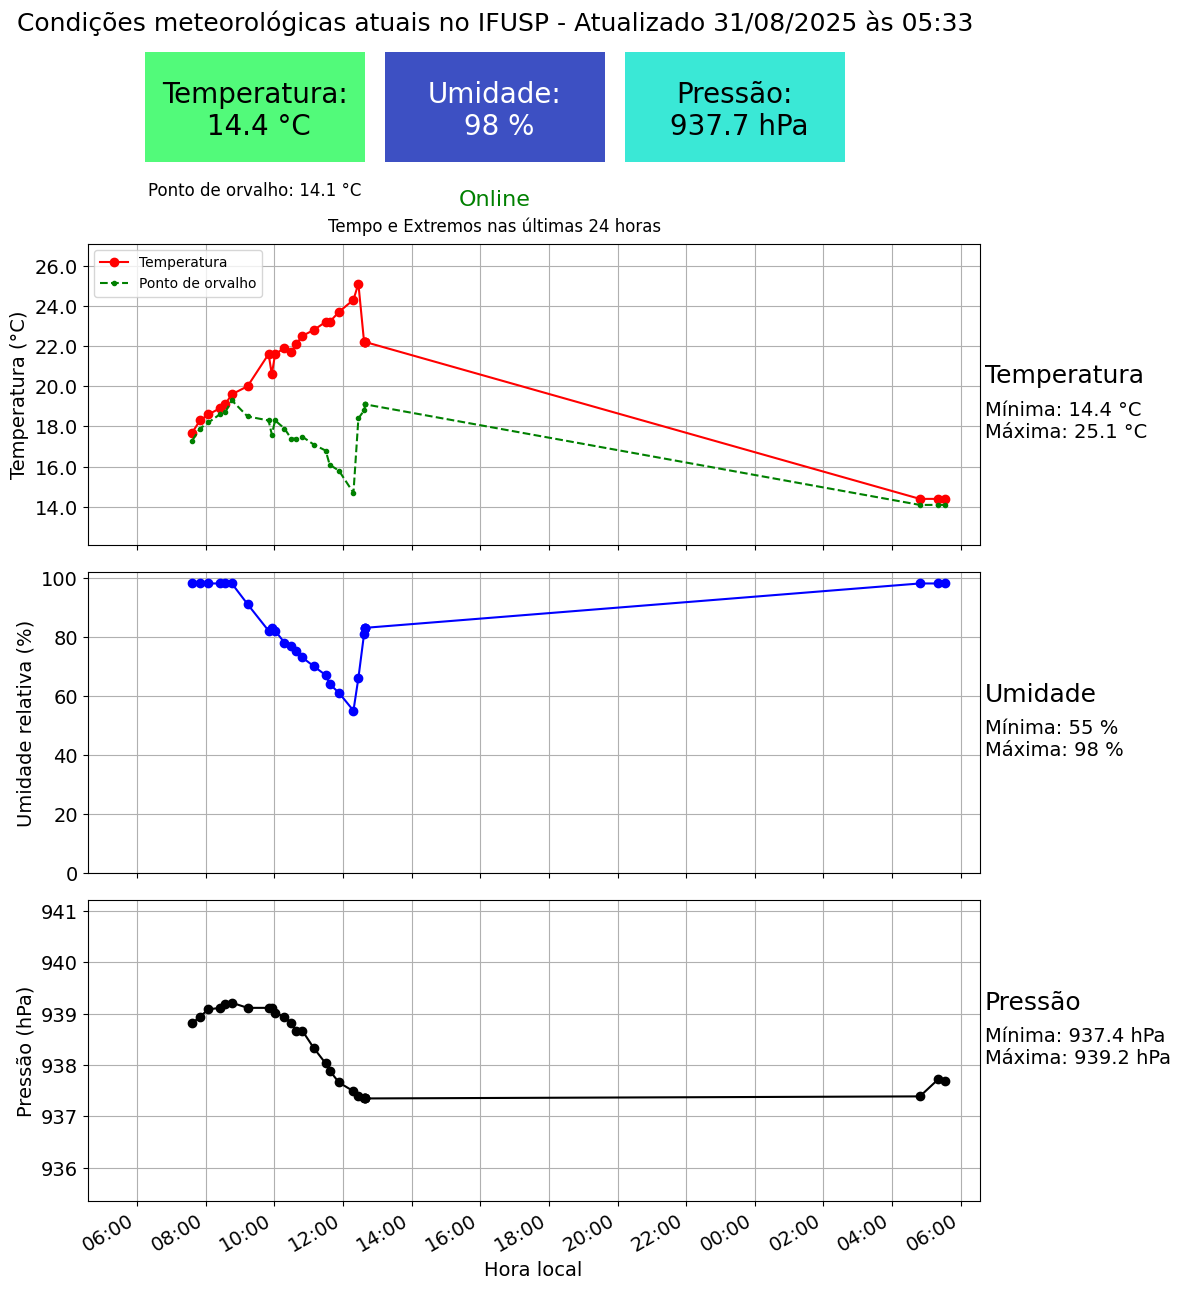 Condições meteorológicas atuais no IFUSP - Atualizado 31/08/2025 às 05:33
Temperatura:
14.4 °C
Umidade:
98 %
Pressão:
937.7 hPa
Ponto de orvalho: 14.1 °C
Online
Tempo e Extremos nas últimas 24 horas
Temperatura
Ponto de orvalho
Temperatura (°C)
26.0
24.0
22.0
20.0
18.0
16.0
14.0
Temperatura
Mínima: 14.4 °C
Máxima: 25.1 °C
Umidade relativa (%)
100
80
60
40
20
0
Umidade
Mínima: 55 %
Máxima: 98 %
Pressão (hPa)
941
940
939
938
937
936
Pressão
Mínima: 937.4 hPa
Máxima: 939.2 hPa
06:00
08:00
10:00
12:00
14:00
16:00
18:00
20:00
22:00
00:00
02:00
04:00
06:00
Hora local